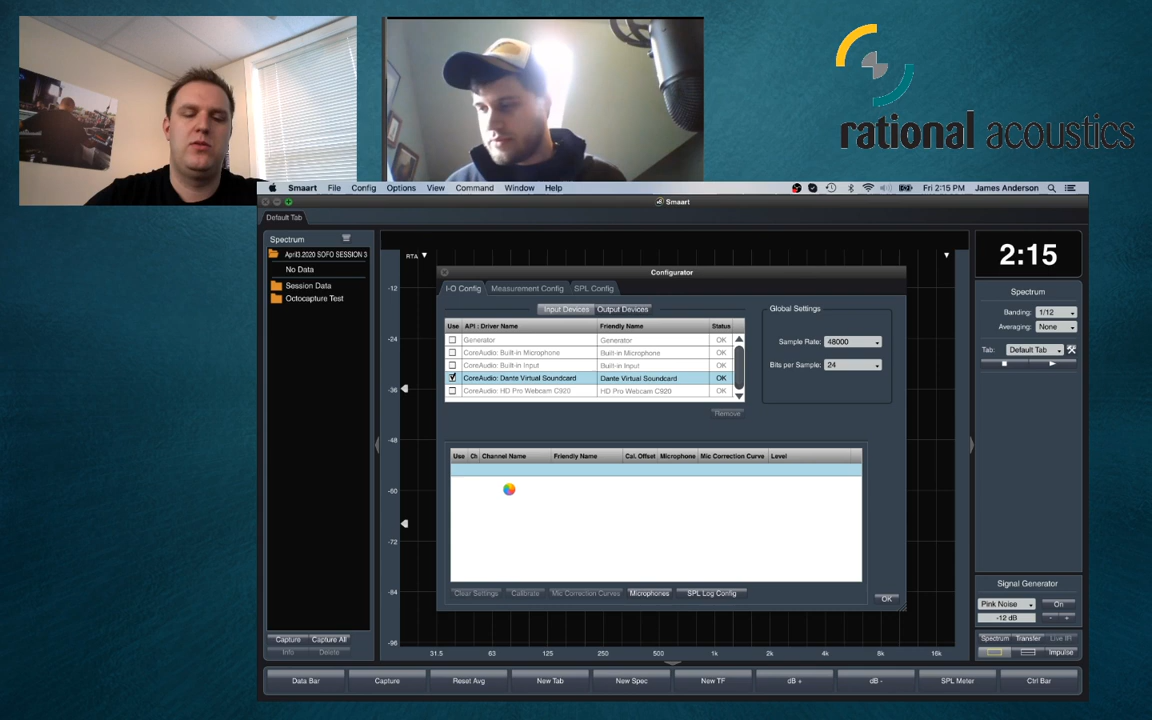 rational acoustics
Smaart File Config Options View Command Window Help
Fri 2:15 PM James Anderson
Smaart
Default Tab
Spectrum
April3.2020 SOFO SESSION 3
No Data
Session Data
Octocapture Test
Capture Capture All
Info Delete
RTA
-12
-24
-36
-48
-60
-72
-84
-96
31.5 63 125 250 500 1k 2k 4k 8k 16k
Configurator
I-O Config Measurement Config SPL Config
Input Devices Output Devices
Use API : Driver Name Friendly Name Status
Generator Generator OK
CoreAudio: Built-in Microphone Built-in Microphone OK
CoreAudio: Built-in Input Built-in Input OK
CoreAudio: Dante Virtual Soundcard Dante Virtual Soundcard OK
CoreAudio: HD Pro Webcam C920 HD Pro Webcam C920 OK
Remove
Global Settings
Sample Rate: 48000
Bits per Sample: 24
Use Ch Channel Name Friendly Name Cal. Offset Microphone Mic Correction Curve Level
Clear Settings Calibrate Mic Correction Curves Microphones SPL Log Config
OK
2:15
Spectrum
Banding: 1/12
Averaging: None
Tab: Default Tab
Signal Generator
Pink Noise On
-12 dB - +
Spectrum Transfer Live IR
Impulse
Data Bar Capture Reset Avg New Tab New Spec New TF dB + dB - SPL Meter Ctrl Bar